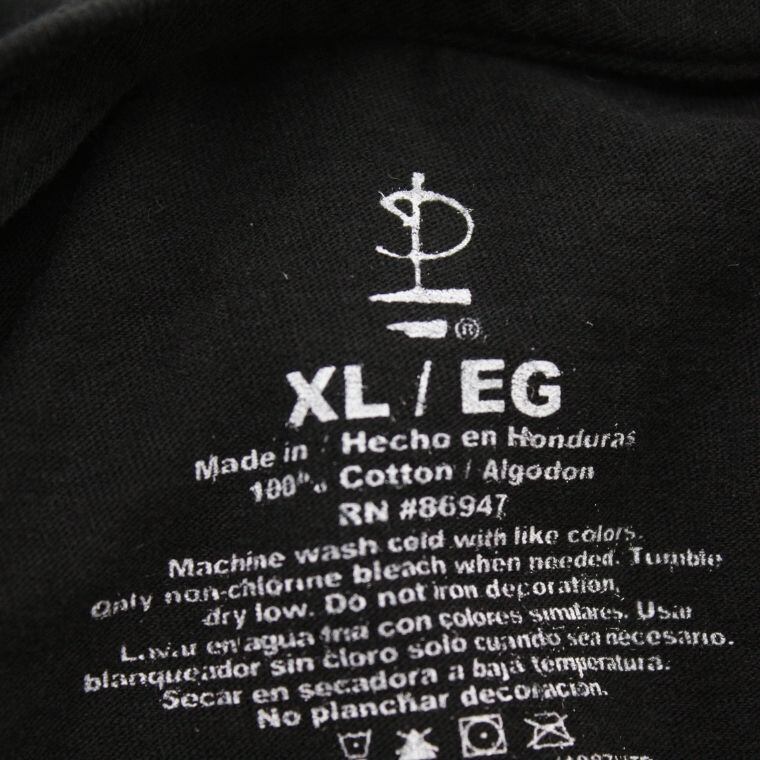 ®
XL / EG
Made in / Hecho en Honduras
100% Cotton / Algodon
RN #86947
Machine wash cold with like colors.
Only non-chlorine bleach when needed. Tumble
dry low. Do not iron decoration.
Lavar en agua fria con colores similares. Usar
blanqueador sin cloro solo cuando sea necesario.
Secar en secadora a baja temperatura.
No planchar decoracion.